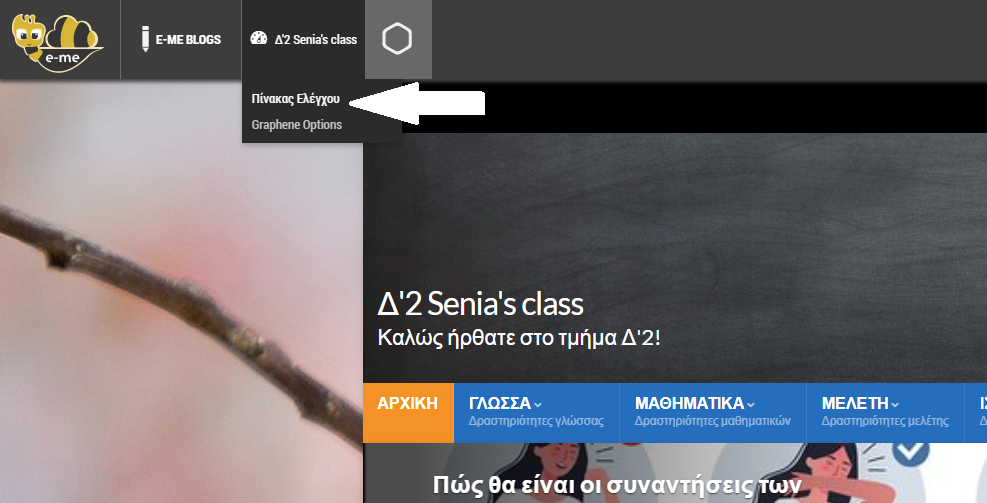 e-me
E-ME BLOGS
Δ'2 Senia's class
Πίνακας Ελέγχου
Graphene Options
Δ'2 Senia's class
Καλώς ήρθατε στο τμήμα Δ'2!
ΑΡΧΙΚΗ ΓΛΩΣΣΑ ΜΑΘΗΜΑΤΙΚΑ ΜΕΛΕΤΗ
Δραστηριότητες γλώσσας Δραστηριότητες μαθηματικών Δραστηριότητες μελέτης
Πώς θα είναι οι συναντήσεις των